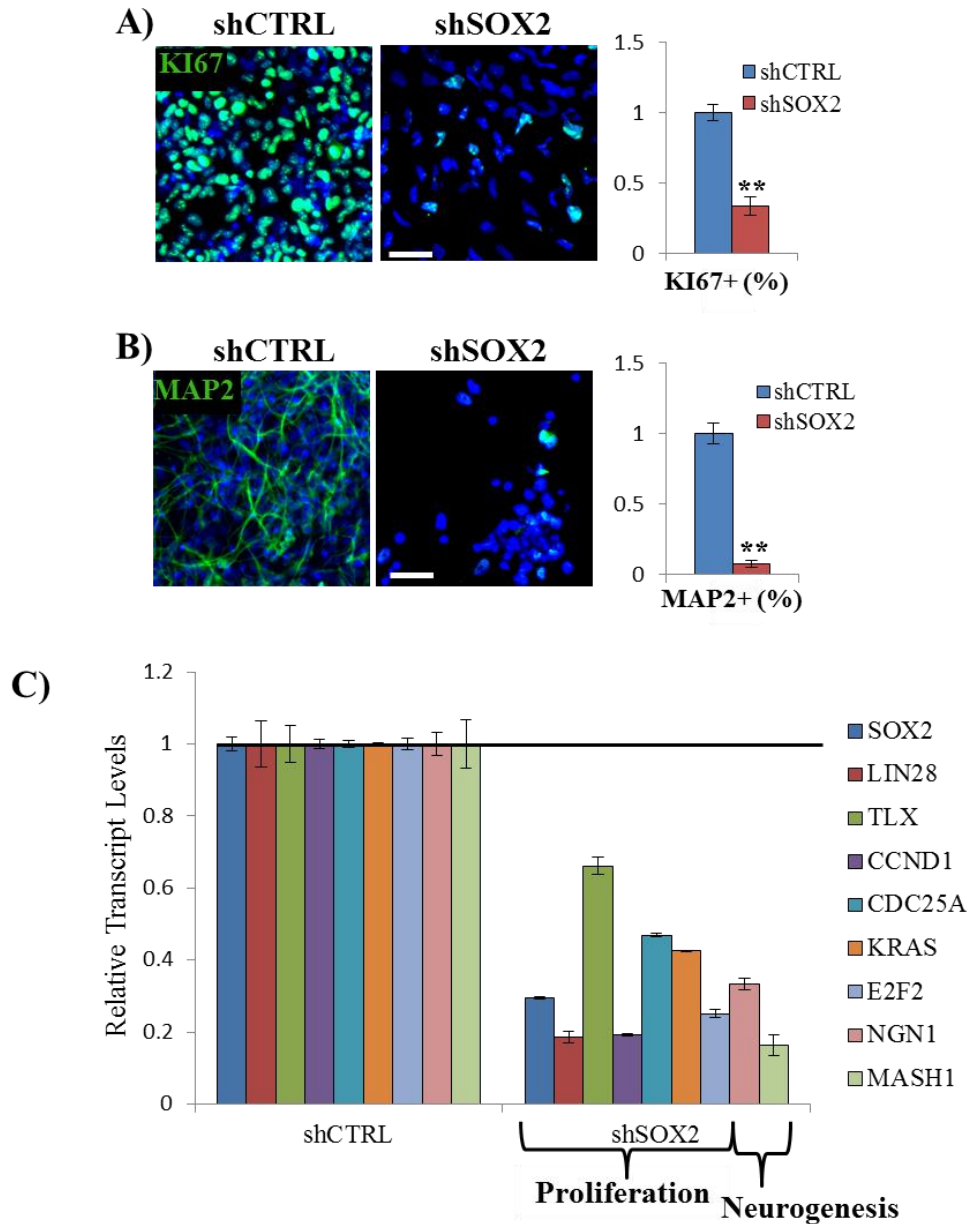 A)
shCTRL
shSOX2
KI67
1.5
1
0.5
0
shCTRL
shSOX2
**
KI67+ (%)
B)
shCTRL
shSOX2
MAP2
1.5
1
0.5
0
shCTRL
shSOX2
**
MAP2+ (%)
C)
Relative Transcript Levels
1.2
1
0.8
0.6
0.4
0.2
0
shCTRL
shSOX2
Proliferation
Neurogenesis
SOX2
LIN28
TLX
CCND1
CDC25A
KRAS
E2F2
NGN1
MASH1